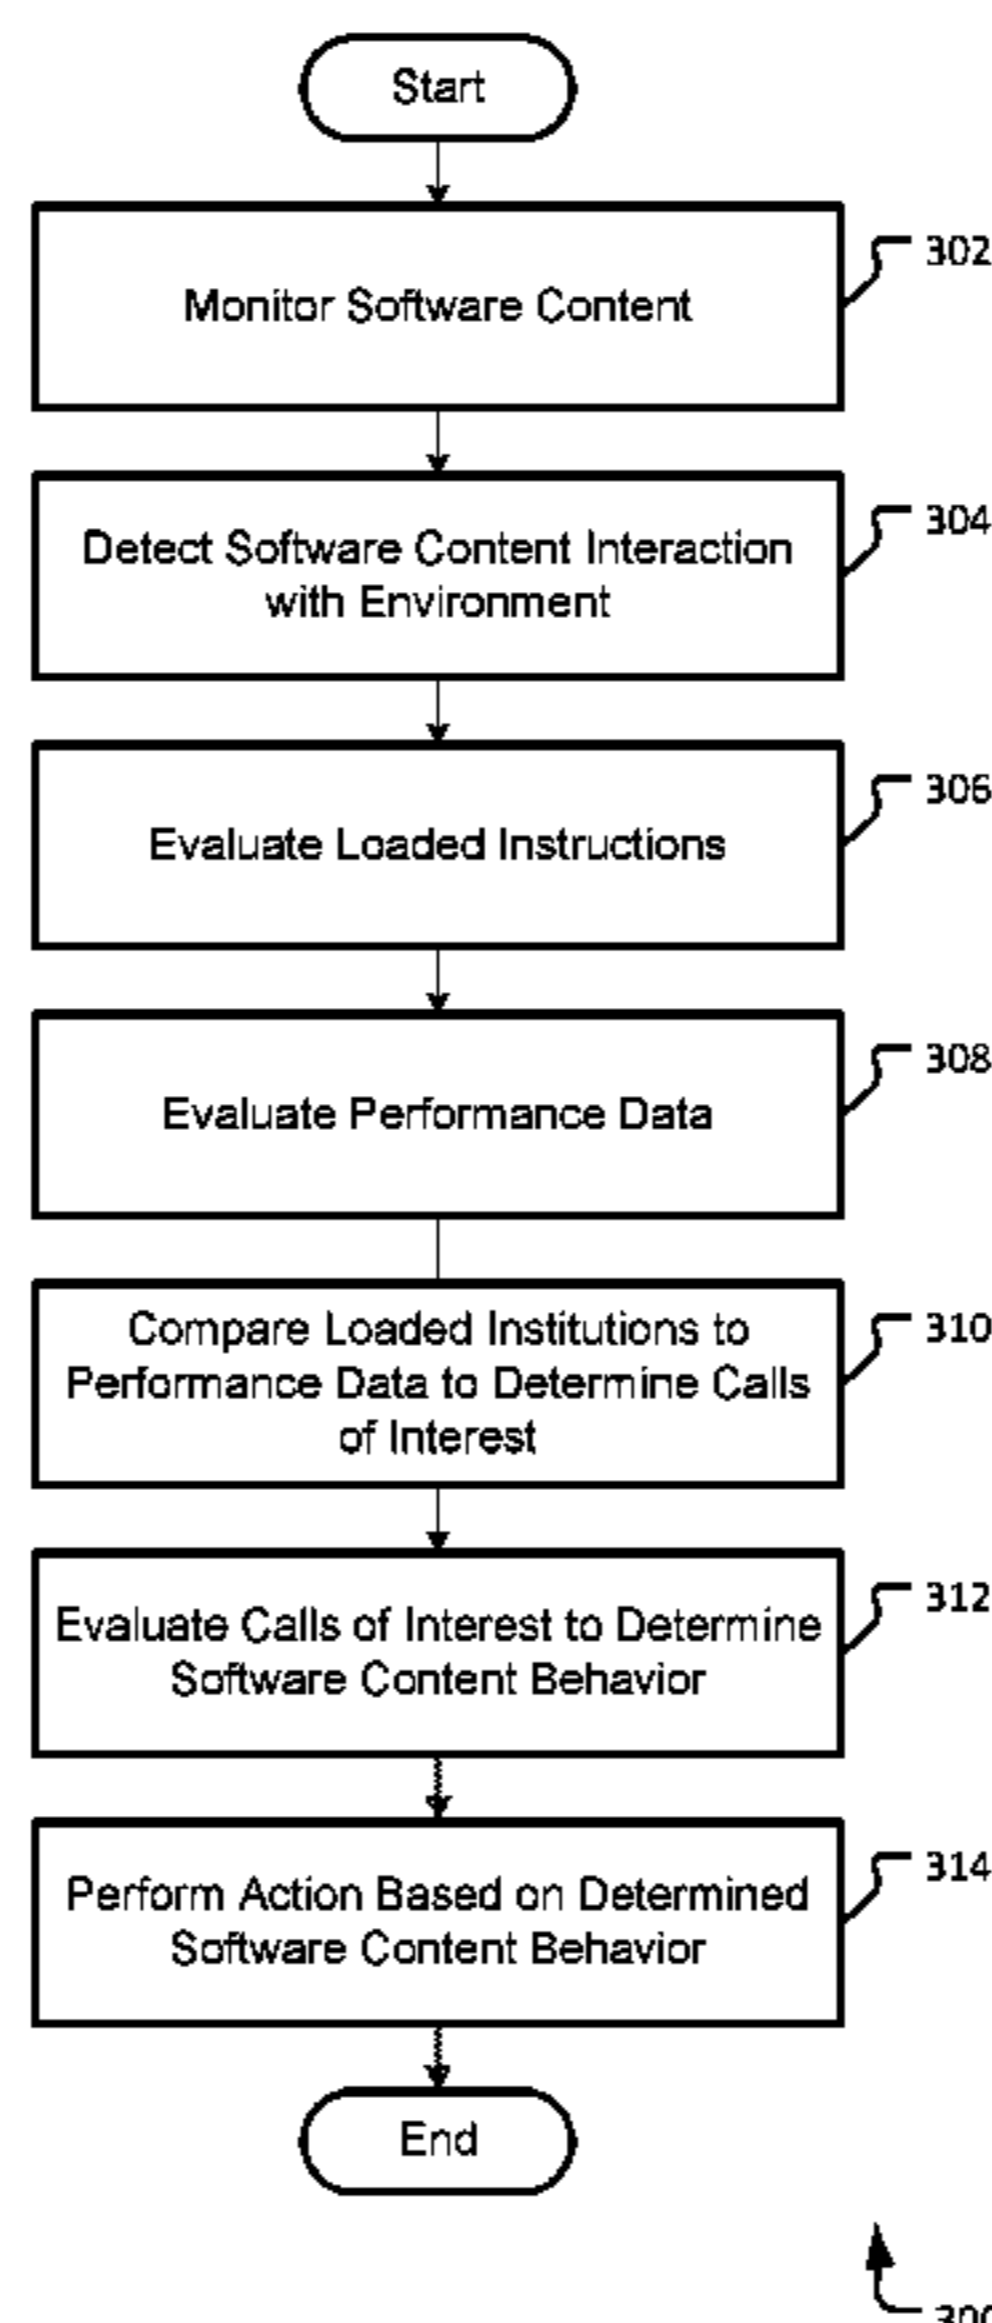 Start
Monitor Software Content
302
Detect Software Content Interaction
with Environment
304
Evaluate Loaded Instructions
306
Evaluate Performance Data
308
Compare Loaded Institutions to
Performance Data to Determine Calls
of Interest
310
Evaluate Calls of Interest to Determine
Software Content Behavior
312
Perform Action Based on Determined
Software Content Behavior
314
End
300